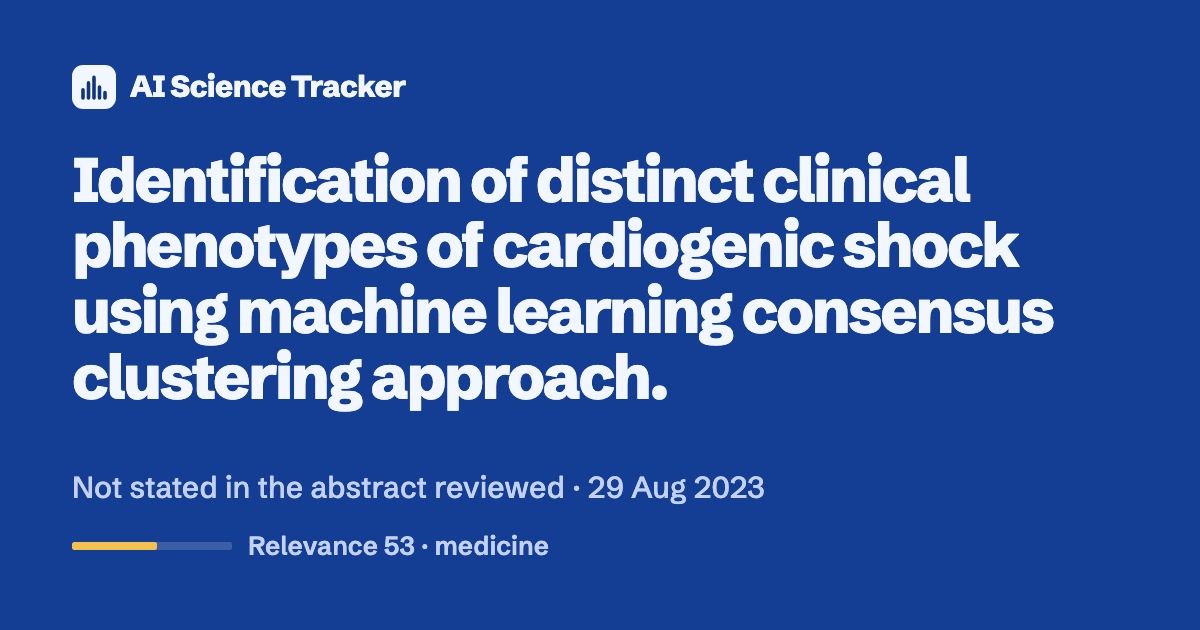 AI Science Tracker
Identification of distinct clinical
phenotypes of cardiogenic shock
using machine learning consensus
clustering approach.
Not stated in the abstract reviewed · 29 Aug 2023
Relevance 53 · medicine